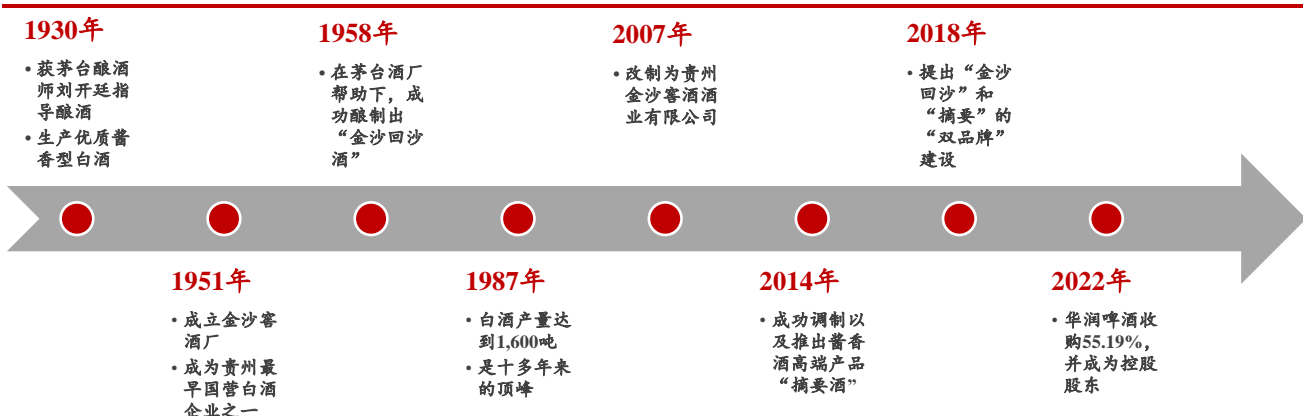 1930年
• 获茅台酿酒
师刘开廷指
导酿酒
• 生产优质酱
香型白酒
1958年
• 在茅台酒厂
帮助下，成
功酿制出
“金沙回沙
酒”
2007年
• 改制为贵州
金沙窖酒酒
业有限公司
2018年
• 提出“金沙
回沙”和
“摘要”的
“双品牌”
建设
1951年
• 成立金沙窖
酒厂
• 成为贵州最
早国营白酒
企业之一
1987年
• 白酒产量达
到1,600吨
• 是十多年来
的顶峰
2014年
• 成功调制以
及推出酱香
酒高端产品
“摘要酒”
2022年
• 华润啤酒收
购55.19%，
并成为控股
股东